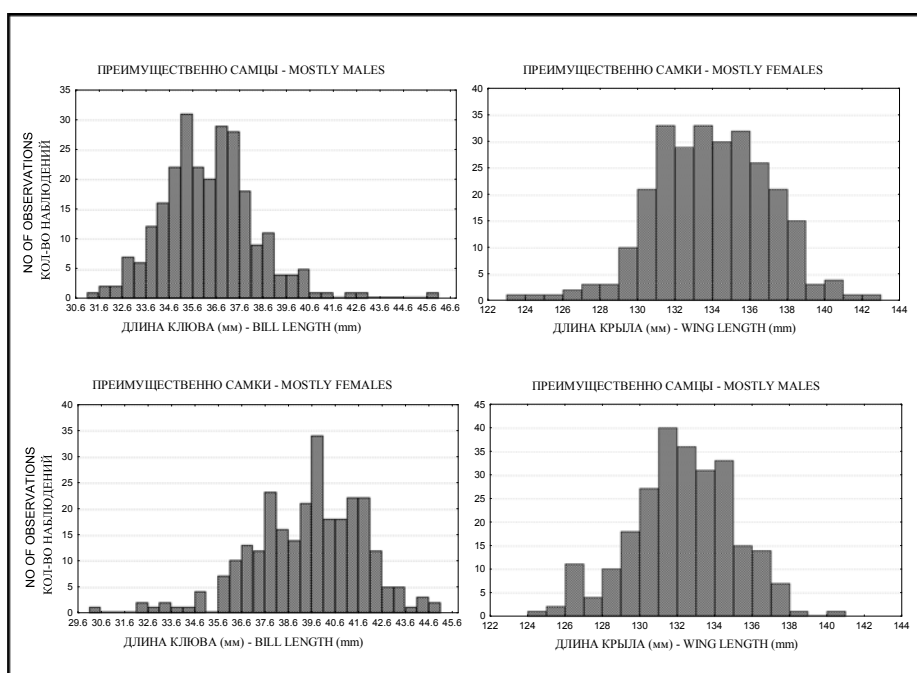 ПРЕИМУЩЕСТВЕННО САМЦЫ - MOSTLY MALES
NO OF OBSERVATIONS
КОЛ-ВО НАБЛЮДЕНИЙ
35
30
25
20
15
10
5
0
30.6 31.6 32.6 33.6 34.6 35.6 36.6 37.6 38.6 39.6 40.6 41.6 42.6 43.6 44.6 45.6 46.6
ДЛИНА КЛЮВА (мм) - BILL LENGTH (mm)
ПРЕИМУЩЕСТВЕННО САМКИ - MOSTLY FEMALES
40
35
30
25
20
15
10
5
0
122 124 126 128 130 132 134 136 138 140 142 144
ДЛИНА КРЫЛА (мм) - WING LENGTH (mm)
ПРЕИМУЩЕСТВЕННО САМКИ - MOSTLY FEMALES
NO OF OBSERVATIONS
КОЛ-ВО НАБЛЮДЕНИЙ
40
35
30
25
20
15
10
5
0
29.6 30.6 31.6 32.6 33.6 34.6 35.6 36.6 37.6 38.6 39.6 40.6 41.6 42.6 43.6 44.6 45.6
ДЛИНА КЛЮВА (мм) - BILL LENGTH (mm)
ПРЕИМУЩЕСТВЕННО САМЦЫ - MOSTLY MALES
45
40
35
30
25
20
15
10
5
0
122 124 126 128 130 132 134 136 138 140 142 144
ДЛИНА КРЫЛА (мм) - WING LENGTH (mm)